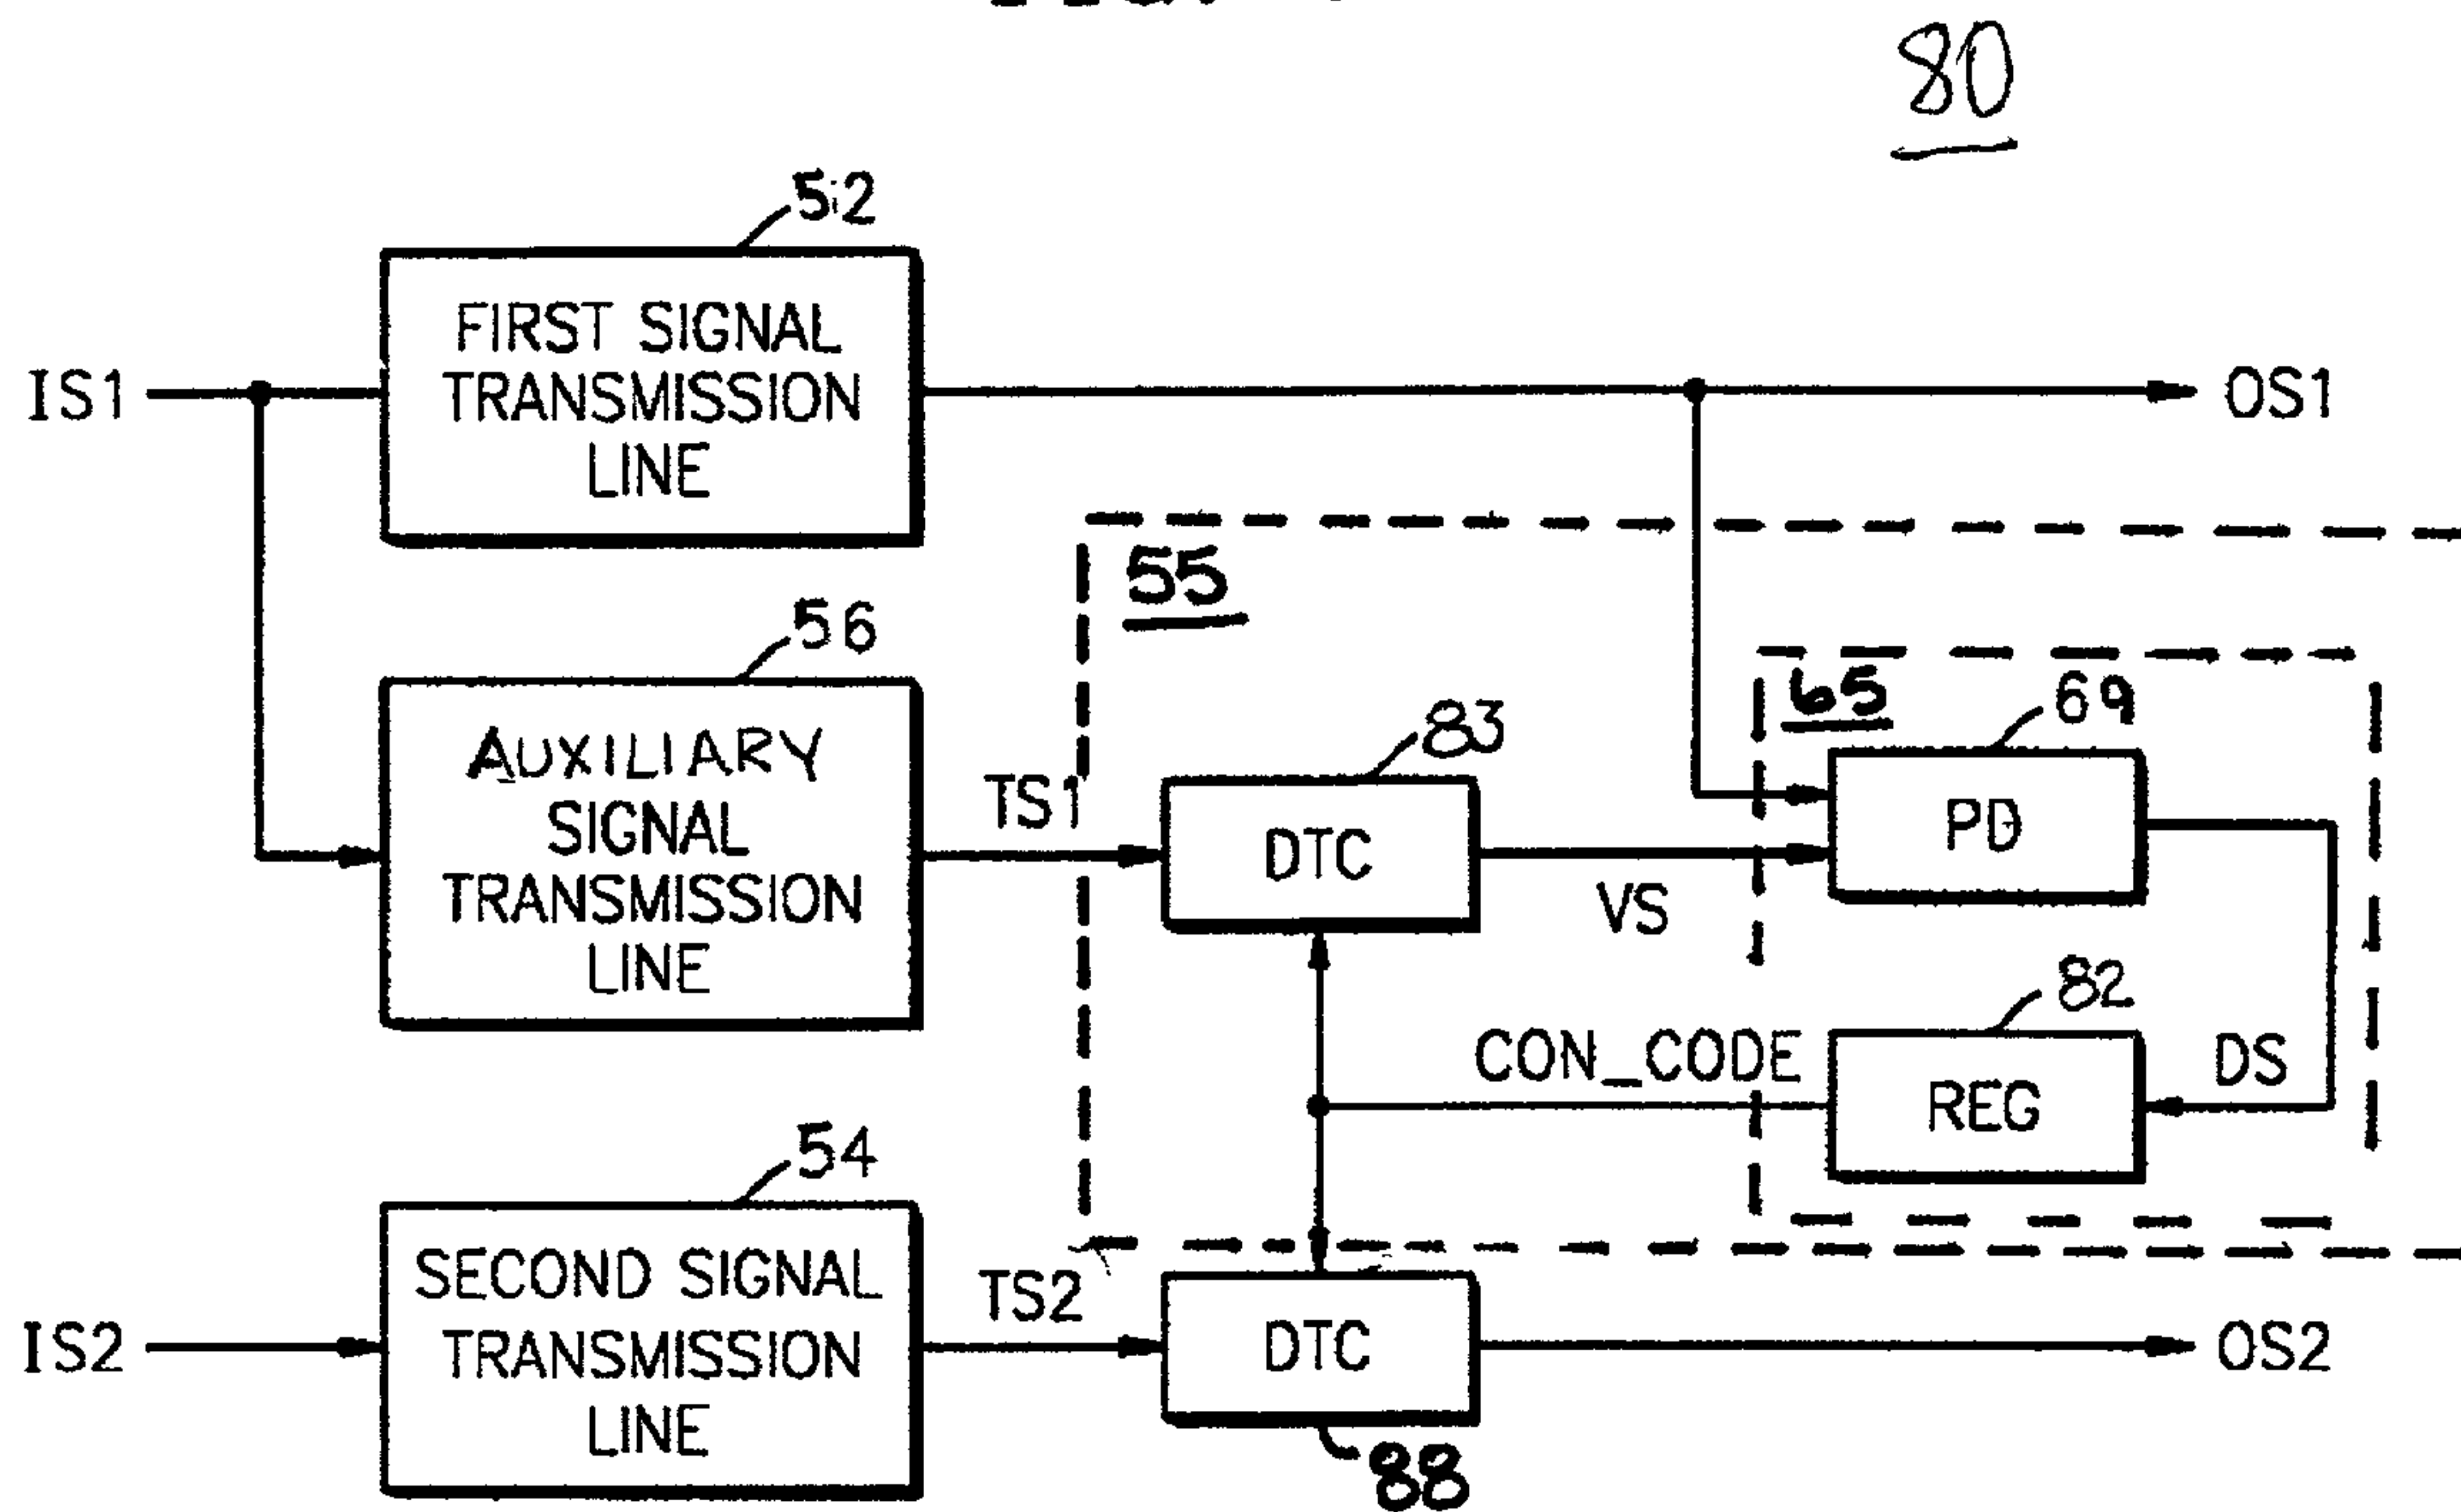 80
52
FIRST SIGNAL
TRANSMISSION
LINE
IS1
OS1
55
56
AUXILIARY
SIGNAL
TRANSMISSION
LINE
TS1
83
DTC
VS
65
69
PD
82
CON_CODE
REG
DS
54
SECOND SIGNAL
TRANSMISSION
LINE
IS2
TS2
DTC
OS2
88